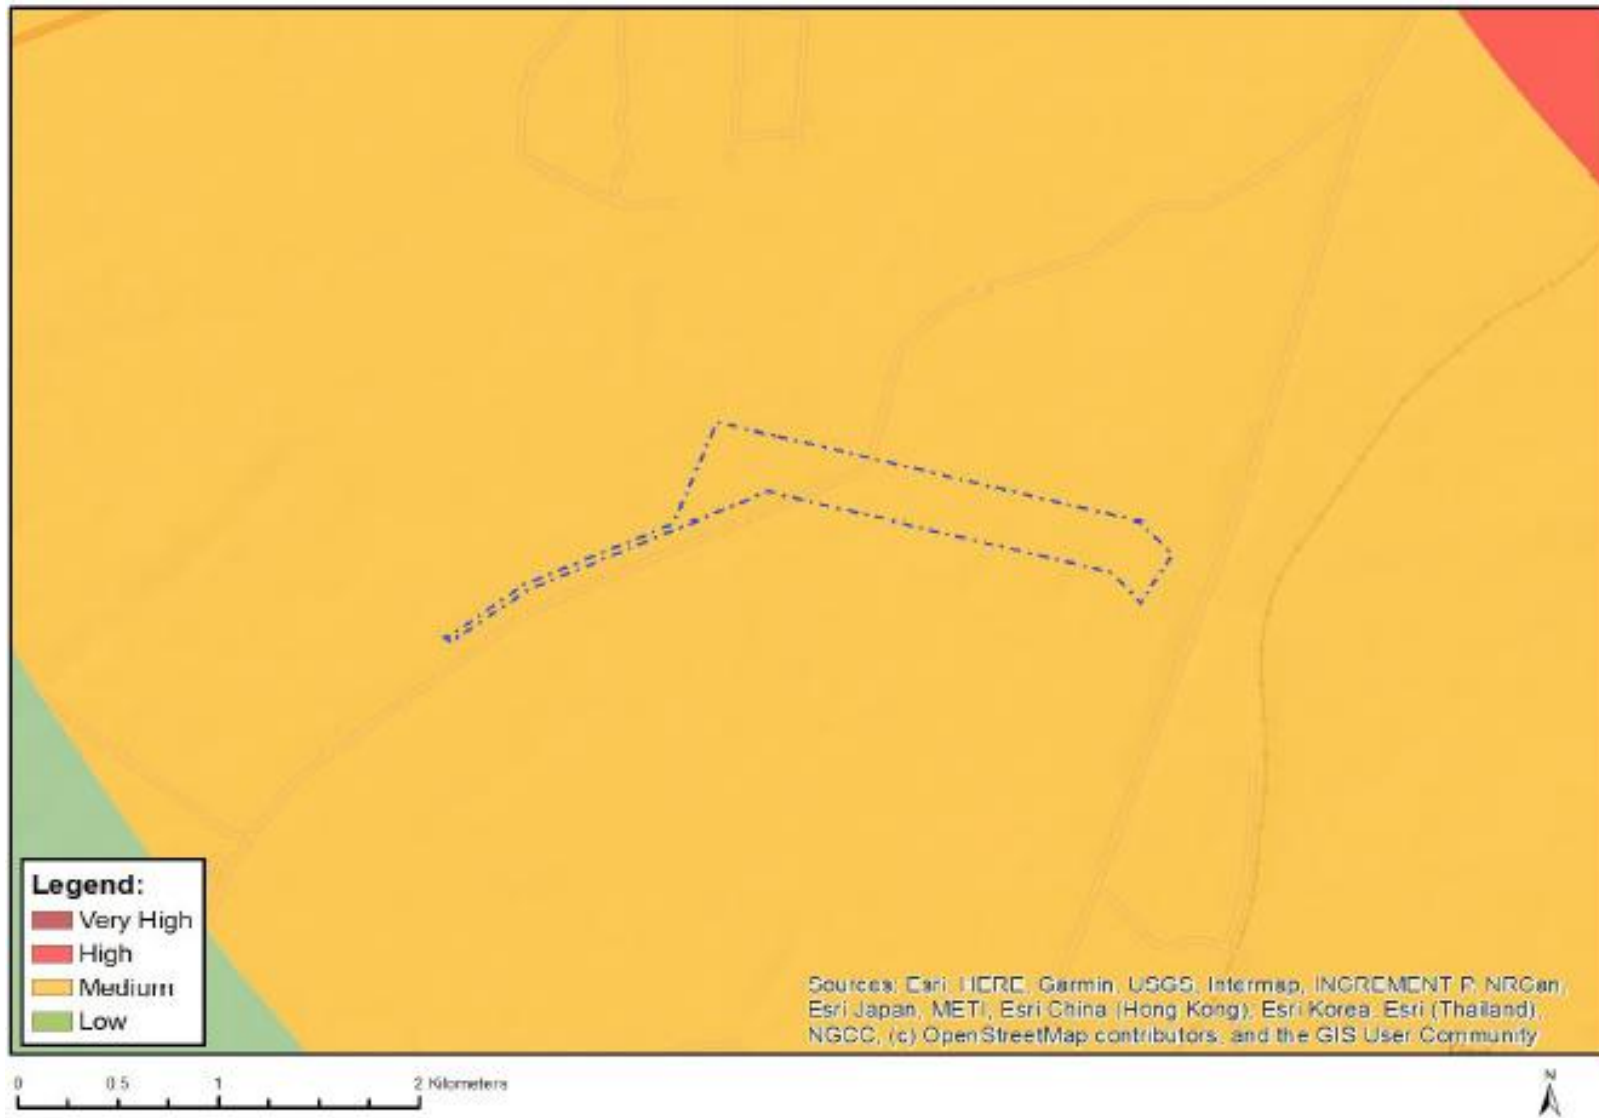 Legend:
Very High
High
Medium
Low
Sources: Esri, HERE, Garmin, USGS, Intermap, INCREMENT P, NRCan,
Esri Japan, METI, Esri China (Hong Kong), Esri Korea, Esri (Thailand),
NGCC, (c) OpenStreetMap contributors, and the GIS User Community
0 0.5 1 2 Kilometers
N